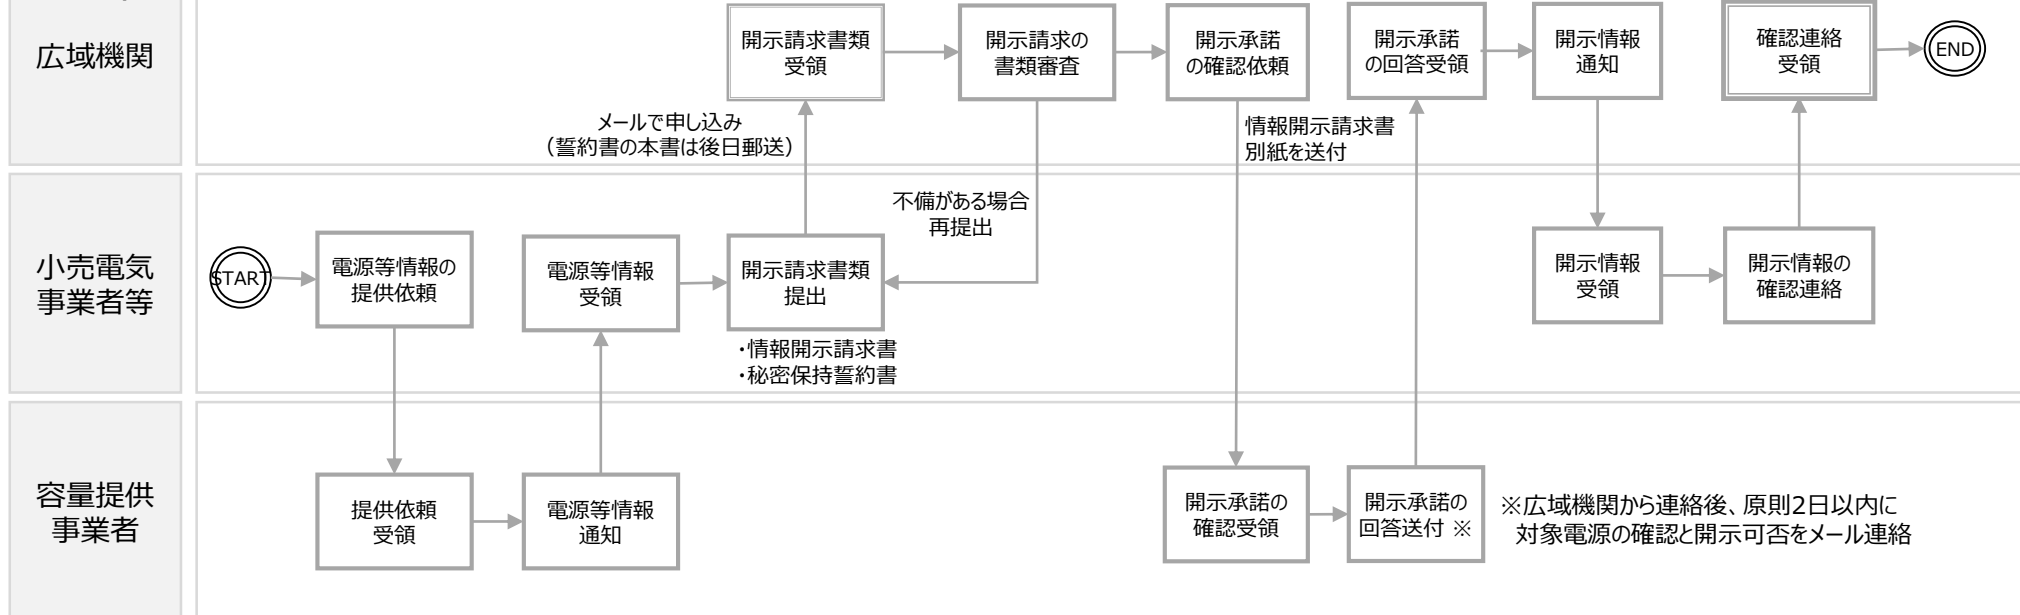 広域機関
開示請求書類
受領
開示請求の
書類審査
開示承諾
の確認依頼
開示承諾
の回答受領
開示情報
通知
確認連絡
受領
END
メールで申し込み
（誓約書の本書は後日郵送）
情報開示請求書
別紙を送付
不備がある場合
再提出
小売電気
事業者等
START
電源等情報の
提供依頼
電源等情報
受領
開示請求書類
提出
・情報開示請求書
・秘密保持誓約書
開示情報
受領
開示情報の
確認連絡
容量提供
事業者
提供依頼
受領
電源等情報
通知
開示承諾の
確認受領
開示承諾の
回答送付 ※
※広域機関から連絡後、原則2日以内に
対象電源の確認と開示可否をメール連絡